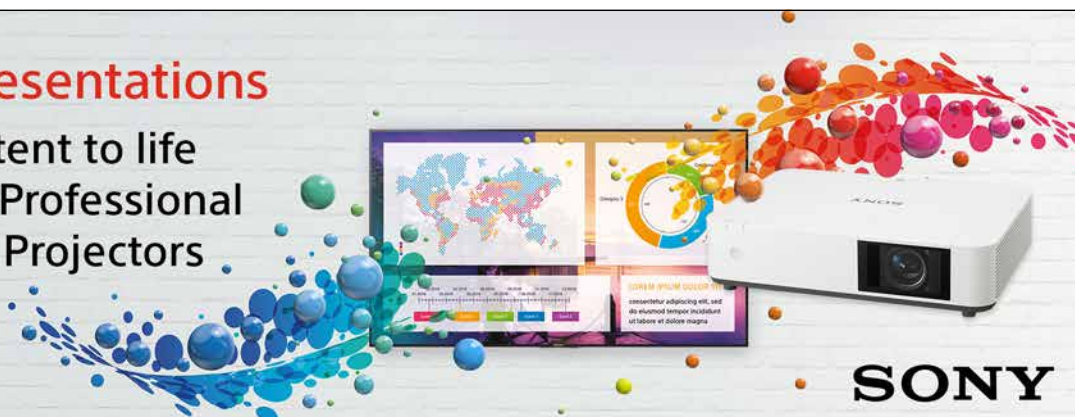 esentations
tent to life
Professional
Projectors
SONY
LOREM IPSUM DOLOR
consectetur adipiscing elit, sed
do eiusmod tempor incididunt
ut labore et dolore magna
SONY